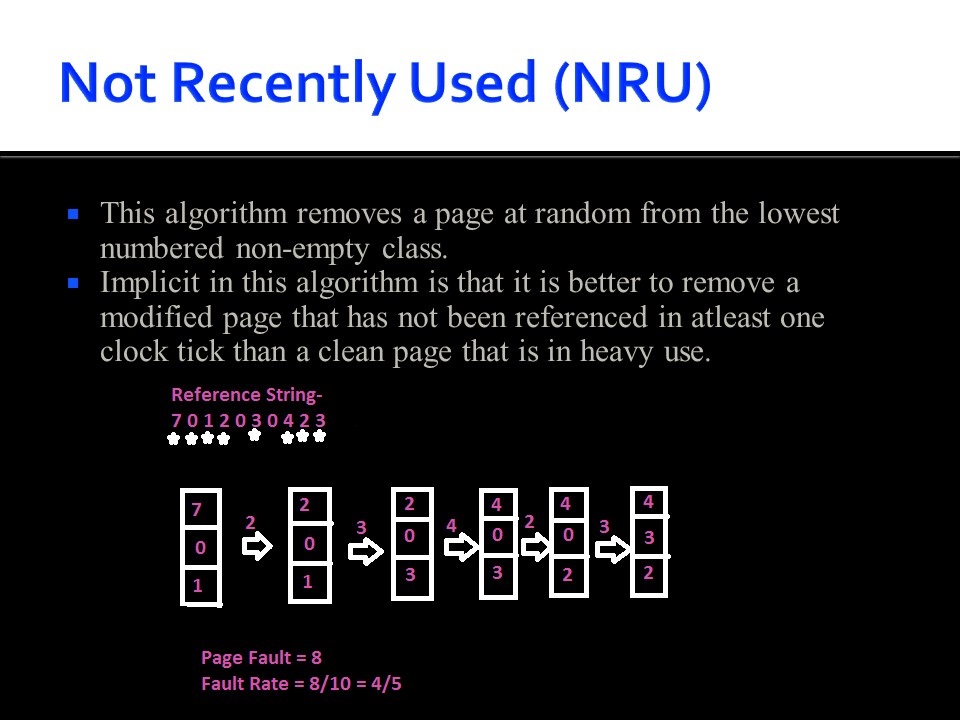 Not Recently Used (NRU)
This algorithm removes a page at random from the lowest
numbered non-empty class.
Implicit in this algorithm is that it is better to remove a
modified page that has not been referenced in atleast one
clock tick than a clean page that is in heavy use.
Reference String-
7 0 1 2 0 3 0 4 2 3
7 2 2 2 3 4 4 4 2 4 3 4
0 0 0 0 0 3
1 1 3 3 2 2
Page Fault = 8
Fault Rate = 8/10 = 4/5